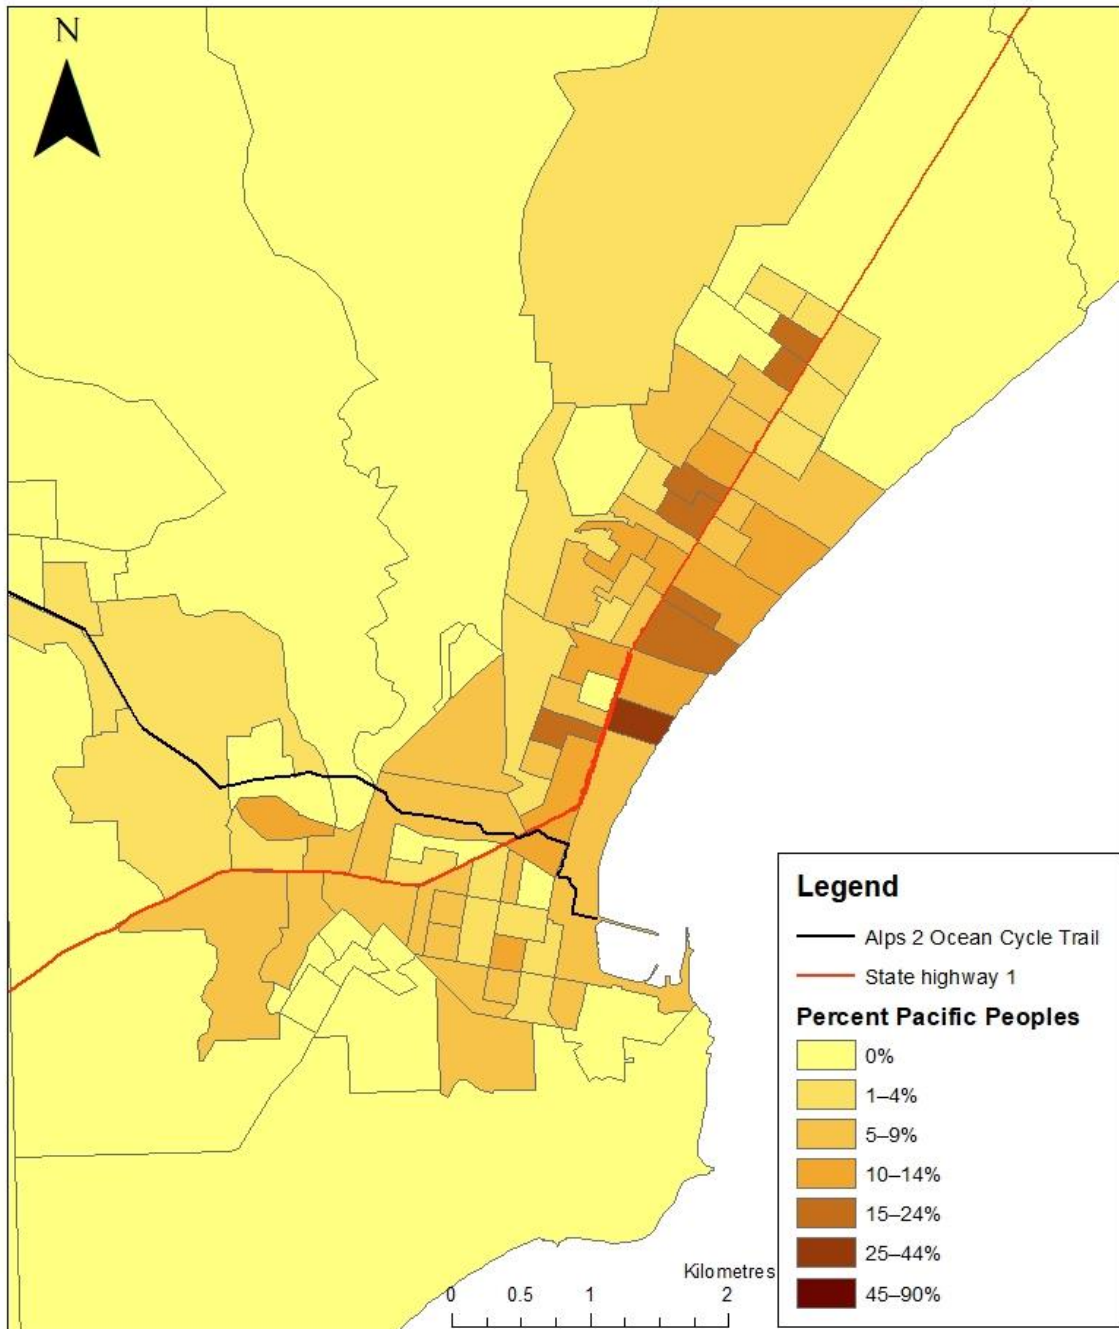 N
Legend
Alps 2 Ocean Cycle Trail
State highway 1
Percent Pacific Peoples
0%
1–4%
5–9%
10–14%
15–24%
25–44%
45–90%
Kilometres
0 0.5 1 2